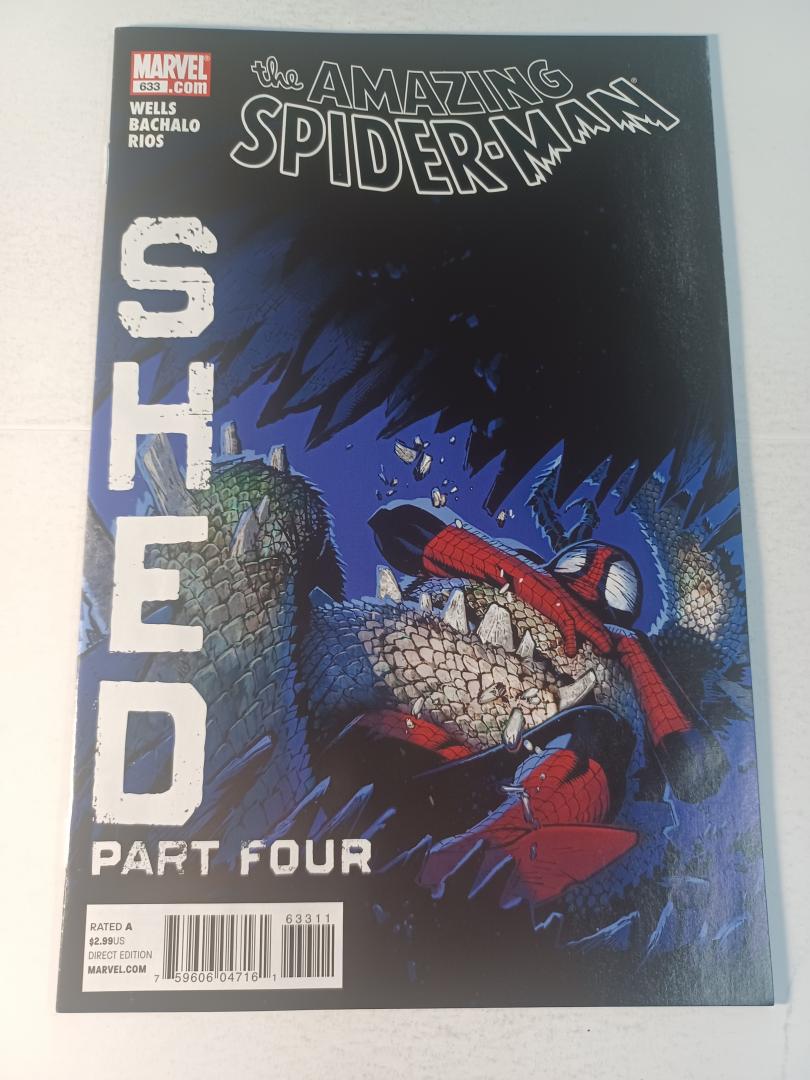 MARVEL®
633 .com
WELLS
BACHALO
RIOS
the AMAZING
SPIDER-MAN®
SHED
PART FOUR
RATED A
$2.99US
DIRECT EDITION
MARVEL.COM
63311
7 59606 04716 1